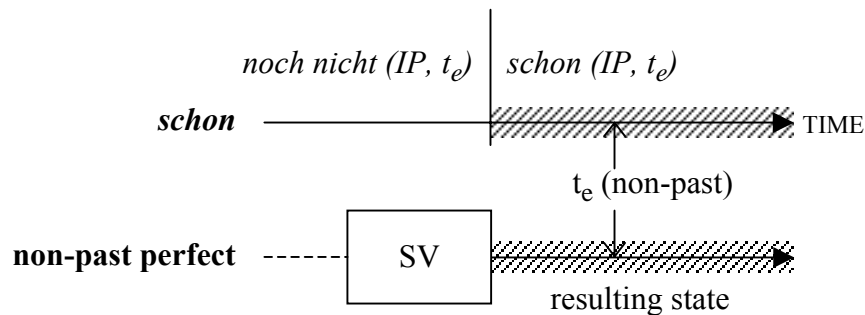 noch nicht (IP, te) schon (IP, te)
schon TIME
te (non-past)
non-past perfect SV
resulting state